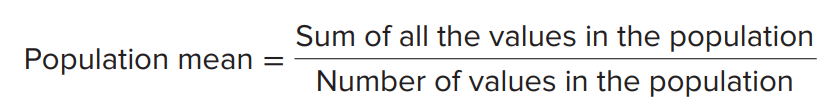 Population mean = Sum of all the values in the population
Number of values in the population